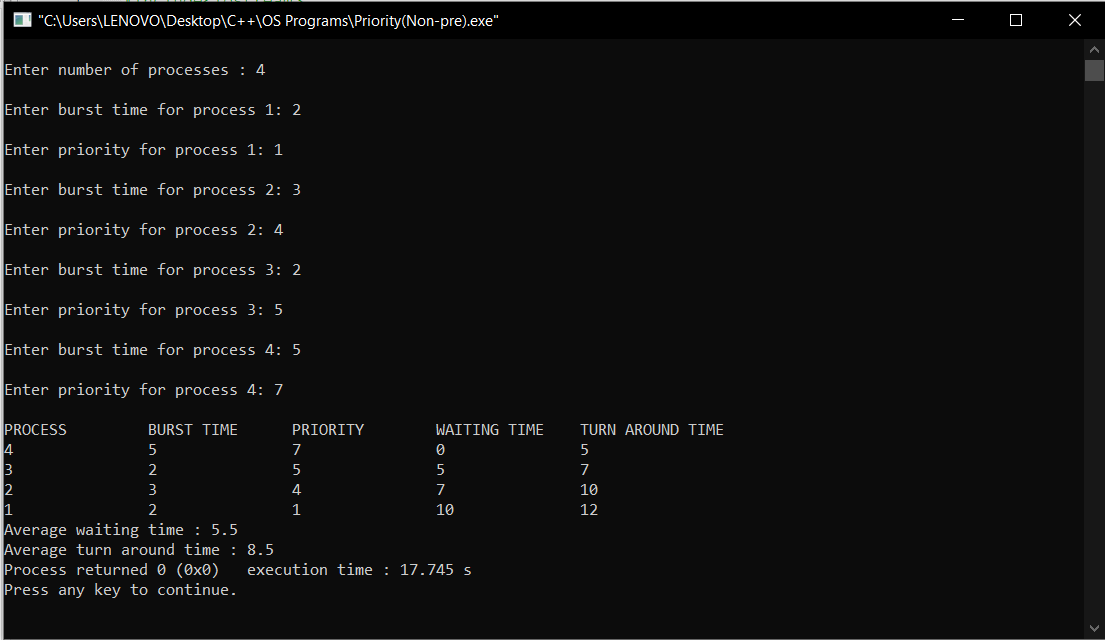 "C:\Users\LENOVO\Desktop\C++\OS Programs\Priority(Non-pre).exe"
Enter number of processes : 4
Enter burst time for process 1: 2
Enter priority for process 1: 1
Enter burst time for process 2: 3
Enter priority for process 2: 4
Enter burst time for process 3: 2
Enter priority for process 3: 5
Enter burst time for process 4: 5
Enter priority for process 4: 7
PROCESS BURST TIME PRIORITY WAITING TIME TURN AROUND TIME
4 5 7 0 5
3 2 5 5 7
2 3 4 7 10
1 2 1 10 12
Average waiting time : 5.5
Average turn around time : 8.5
Process returned 0 (0x0)   execution time : 17.745 s
Press any key to continue.